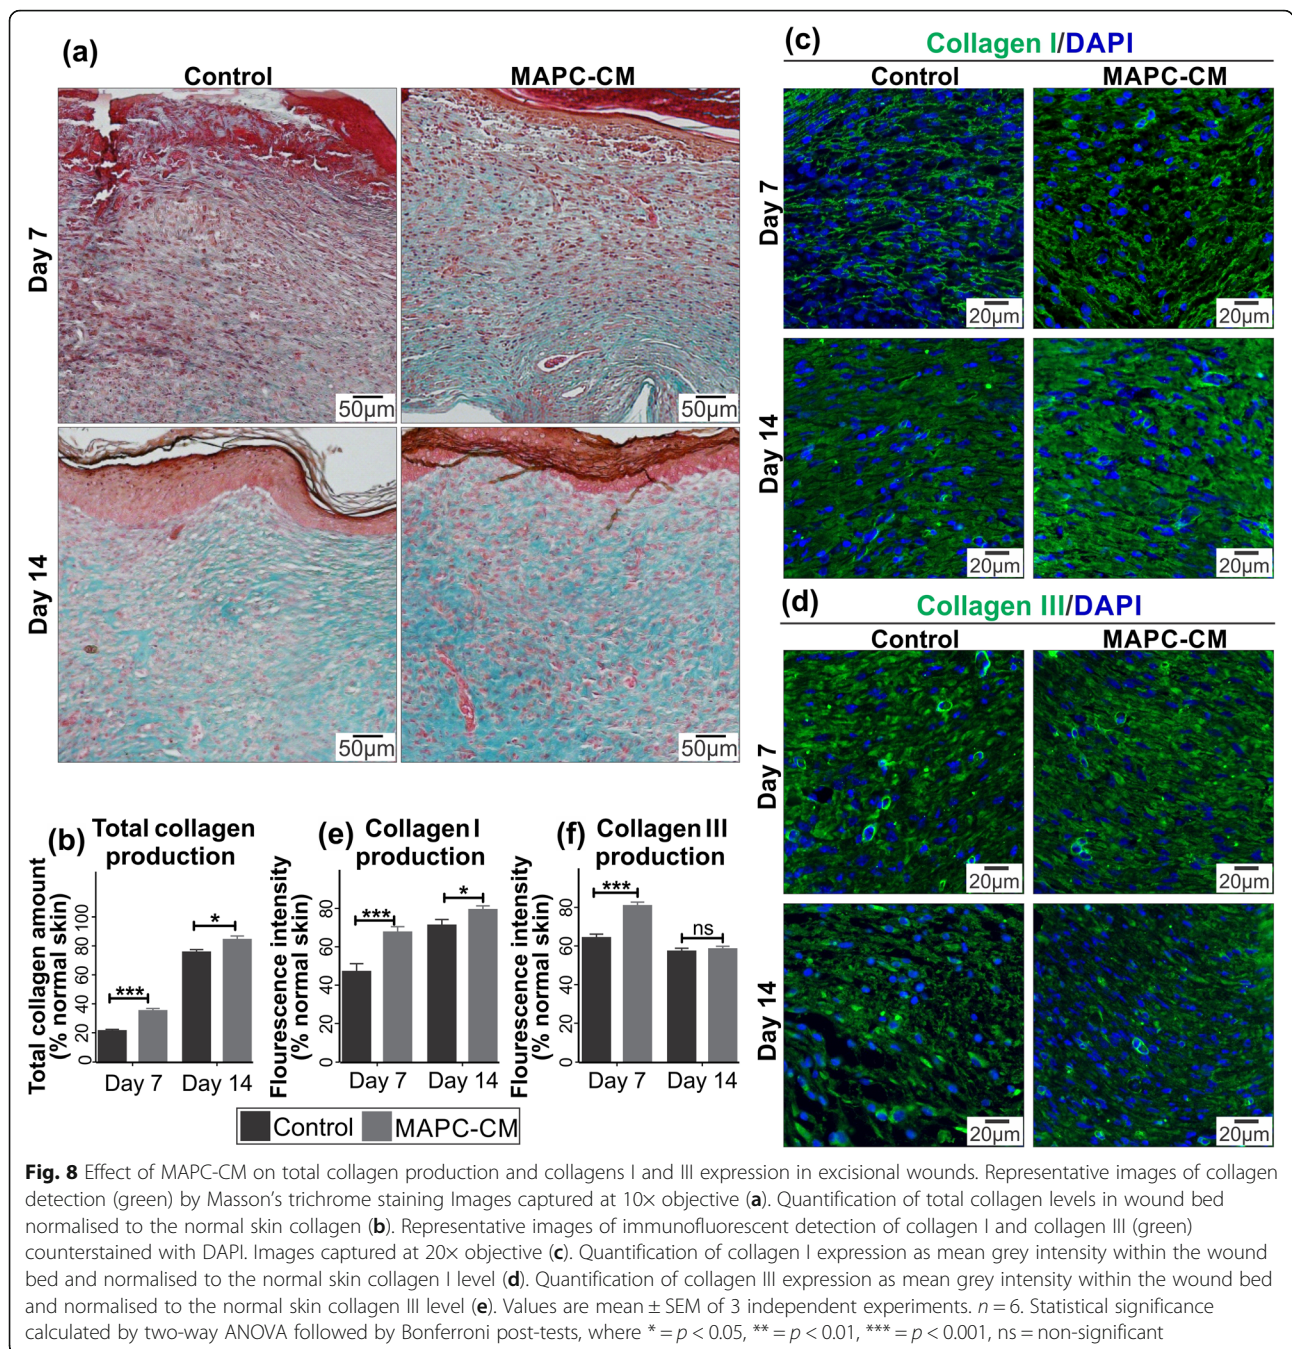 (a)
Control MAPC-CM
Day 7
50µm 50µm
Day 14
50µm 50µm
(c) Collagen I/DAPI
Control MAPC-CM
Day 7
20µm 20µm
Day 14
20µm 20µm
(d) Collagen III/DAPI
Control MAPC-CM
Day 7
20µm 20µm
Day 14
20µm 20µm
(b) Total collagen
production
Total collagen amount
(% normal skin)
0 20 40 60 80 100
*** *
Day 7 Day 14
(e) Collagen I
production
Flourescence intensity
(% normal skin)
0 20 40 60 80
*** *
Day 7 Day 14
(f) Collagen III
production
Flourescence intensity
(% normal skin)
0 20 40 60 80
*** ns
Day 7 Day 14
Control MAPC-CM
Fig. 8 Effect of MAPC-CM on total collagen production and collagens I and III expression in excisional wounds. Representative images of collagen
detection (green) by Masson's trichrome staining Images captured at 10× objective (a). Quantification of total collagen levels in wound bed
normalised to the normal skin collagen (b). Representative images of immunofluorescent detection of collagen I and collagen III (green)
counterstained with DAPI. Images captured at 20× objective (c). Quantification of collagen I expression as mean grey intensity within the wound
bed and normalised to the normal skin collagen I level (d). Quantification of collagen III expression as mean grey intensity within the wound bed
and normalised to the normal skin collagen III level (e). Values are mean ± SEM of 3 independent experiments. n = 6. Statistical significance
calculated by two-way ANOVA followed by Bonferroni post-tests, where * = p < 0.05, ** = p < 0.01, *** = p < 0.001, ns = non-significant